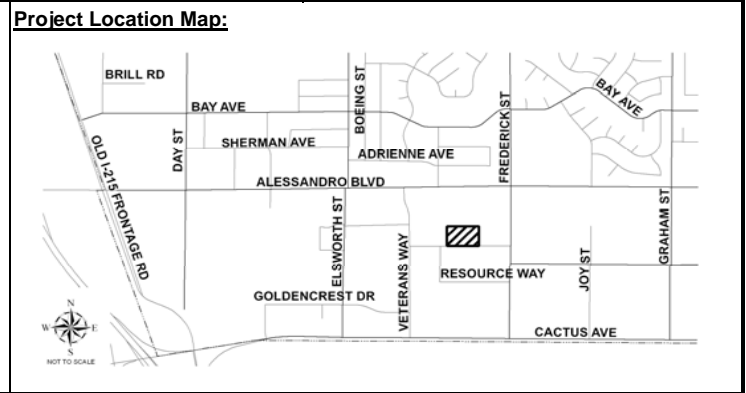 Project Location Map:
BRILL RD
BAY AVE
BOEING ST
BAY AVE
DAY ST
SHERMAN AVE
ADRIENNE AVE
FREDERICK ST
OLD I-215 FRONTAGE RD
ALESSANDRO BLVD
ELSWORTH ST
VETERANS WAY
RESOURCE WAY
JOY ST
GRAHAM ST
GOLDENCREST DR
CACTUS AVE
N
W
E
S
NOT TO SCALE